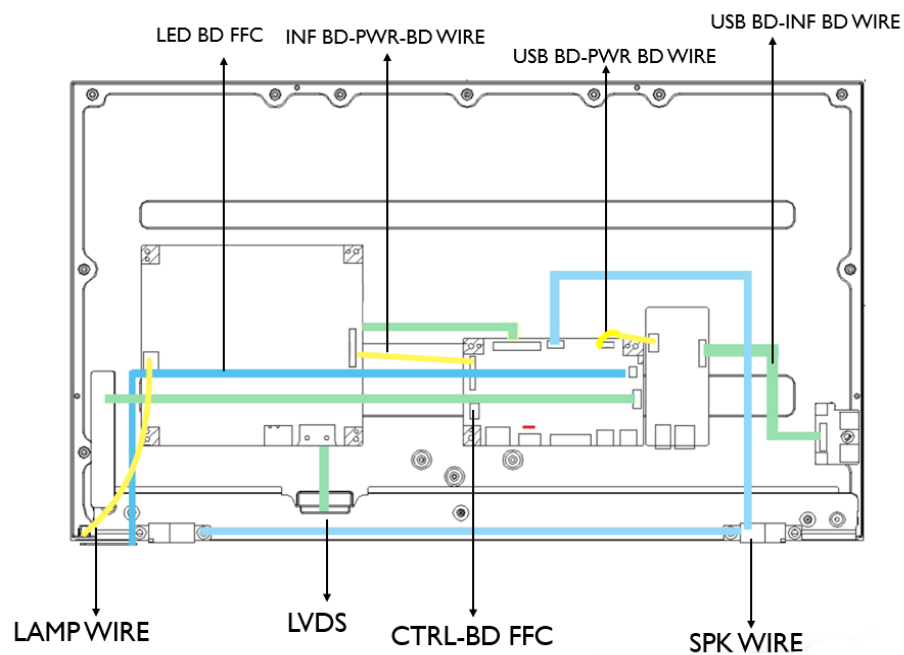 USB BD-INF BD WIRE
LED BD FFC
INF BD-PWR-BD WIRE
USB BD-PWR BD WIRE
LAMP WIRE
LVDS
CTRL-BD FFC
SPK WIRE